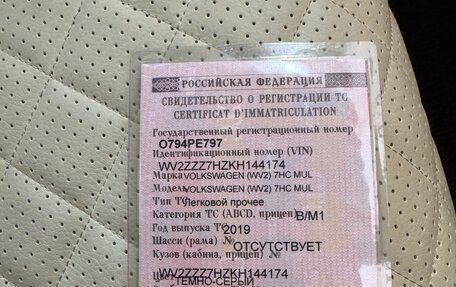 РОССИЙСКАЯ ФЕДЕРАЦИЯ
СВИДЕТЕЛЬСТВО О РЕГИСТРАЦИИ ТС
CERTIFICAT D'IMMATRICULATION
Государственный регистрационный номер
О794РЕ797
Идентификационный номер (VIN)
WV2ZZZ7HZKH144174
Марка VOLKSWAGEN (WV2) 7HC MUL
Модель VOLKSWAGEN (WV2) 7HC MUL
Тип ТС Легковой прочее
Категория ТС (ABCD, прицеп) B/M1
Год выпуска ТС 2019
Шасси (рама) № ОТСУТСТВУЕТ
Кузов (кабина, прицеп) №
WV2ZZZ7HZKH144174
Цвет ТЕМНО-СЕРЫЙ